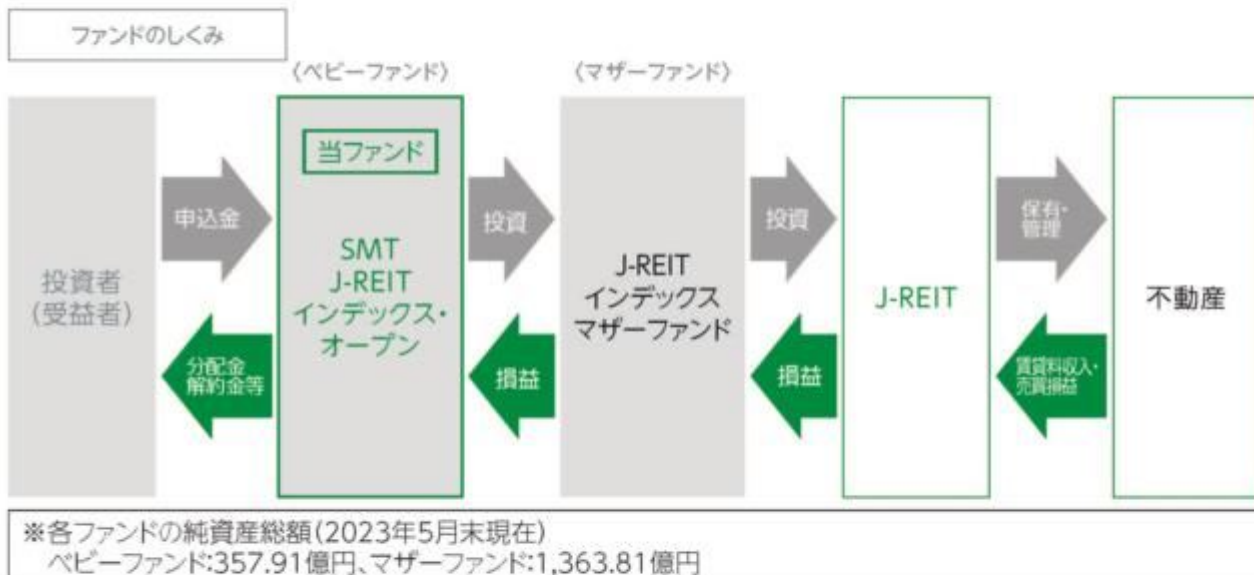 ファンドのしくみ
〈ベビーファンド〉
〈マザーファンド〉
投資者
(受益者)
申込金
分配金
解約金等
当ファンド
SMT
J-REIT
インデックス・
オープン
投資
損益
J-REIT
インデックス
マザーファンド
投資
損益
J-REIT
保有・
管理
賃貸料収入・
売買損益
不動産
※各ファンドの純資産総額(2023年5月末現在)
ベビーファンド:357.91億円、マザーファンド:1,363.81億円